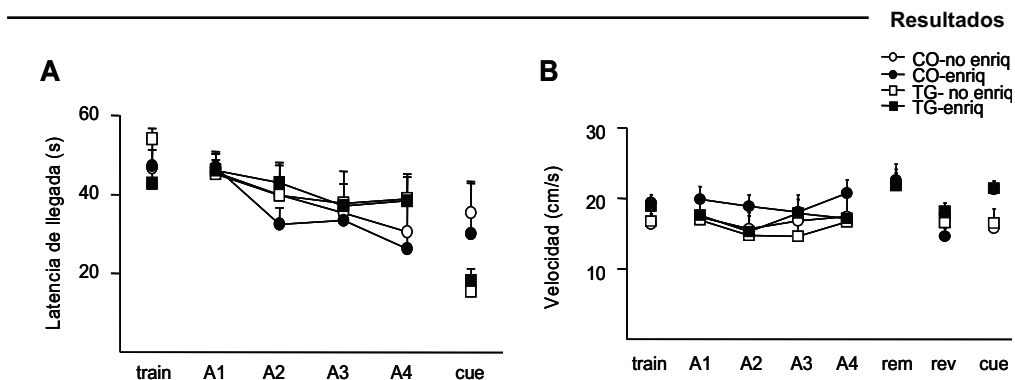 Resultados
CO-no enriq
CO-enriq
TG- no enriq
TG-enriq
A
60
40
20
Latencia de llegada (s)
train A1 A2 A3 A4 cue
B
30
20
10
Velocidad (cm/s)
train A1 A2 A3 A4 rem rev cue